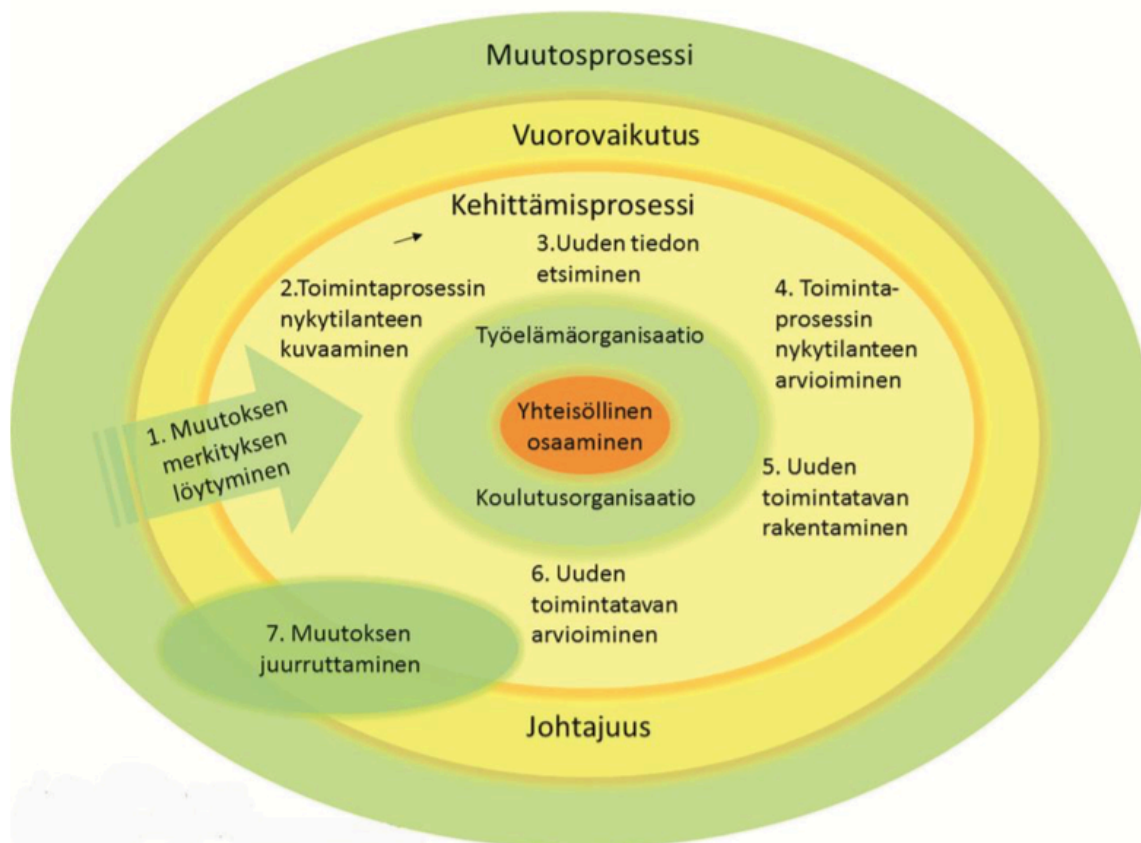 Muutosprosessi
Vuorovaikutus
Kehittämisprosessi
1. Muutoksen
merkityksen
löytyminen
2.Toimintaprosessin
nykytilanteen
kuvaaminen
3.Uuden tiedon
etsiminen
4. Toiminta-
prosessin
nykytilanteen
arvioiminen
Työelämäorganisaatio
Yhteisöllinen
osaaminen
Koulutusorganisaatio
5. Uuden
toimintatavan
rakentaminen
6. Uuden
toimintatavan
arvioiminen
7. Muutoksen
juurruttaminen
Johtajuus